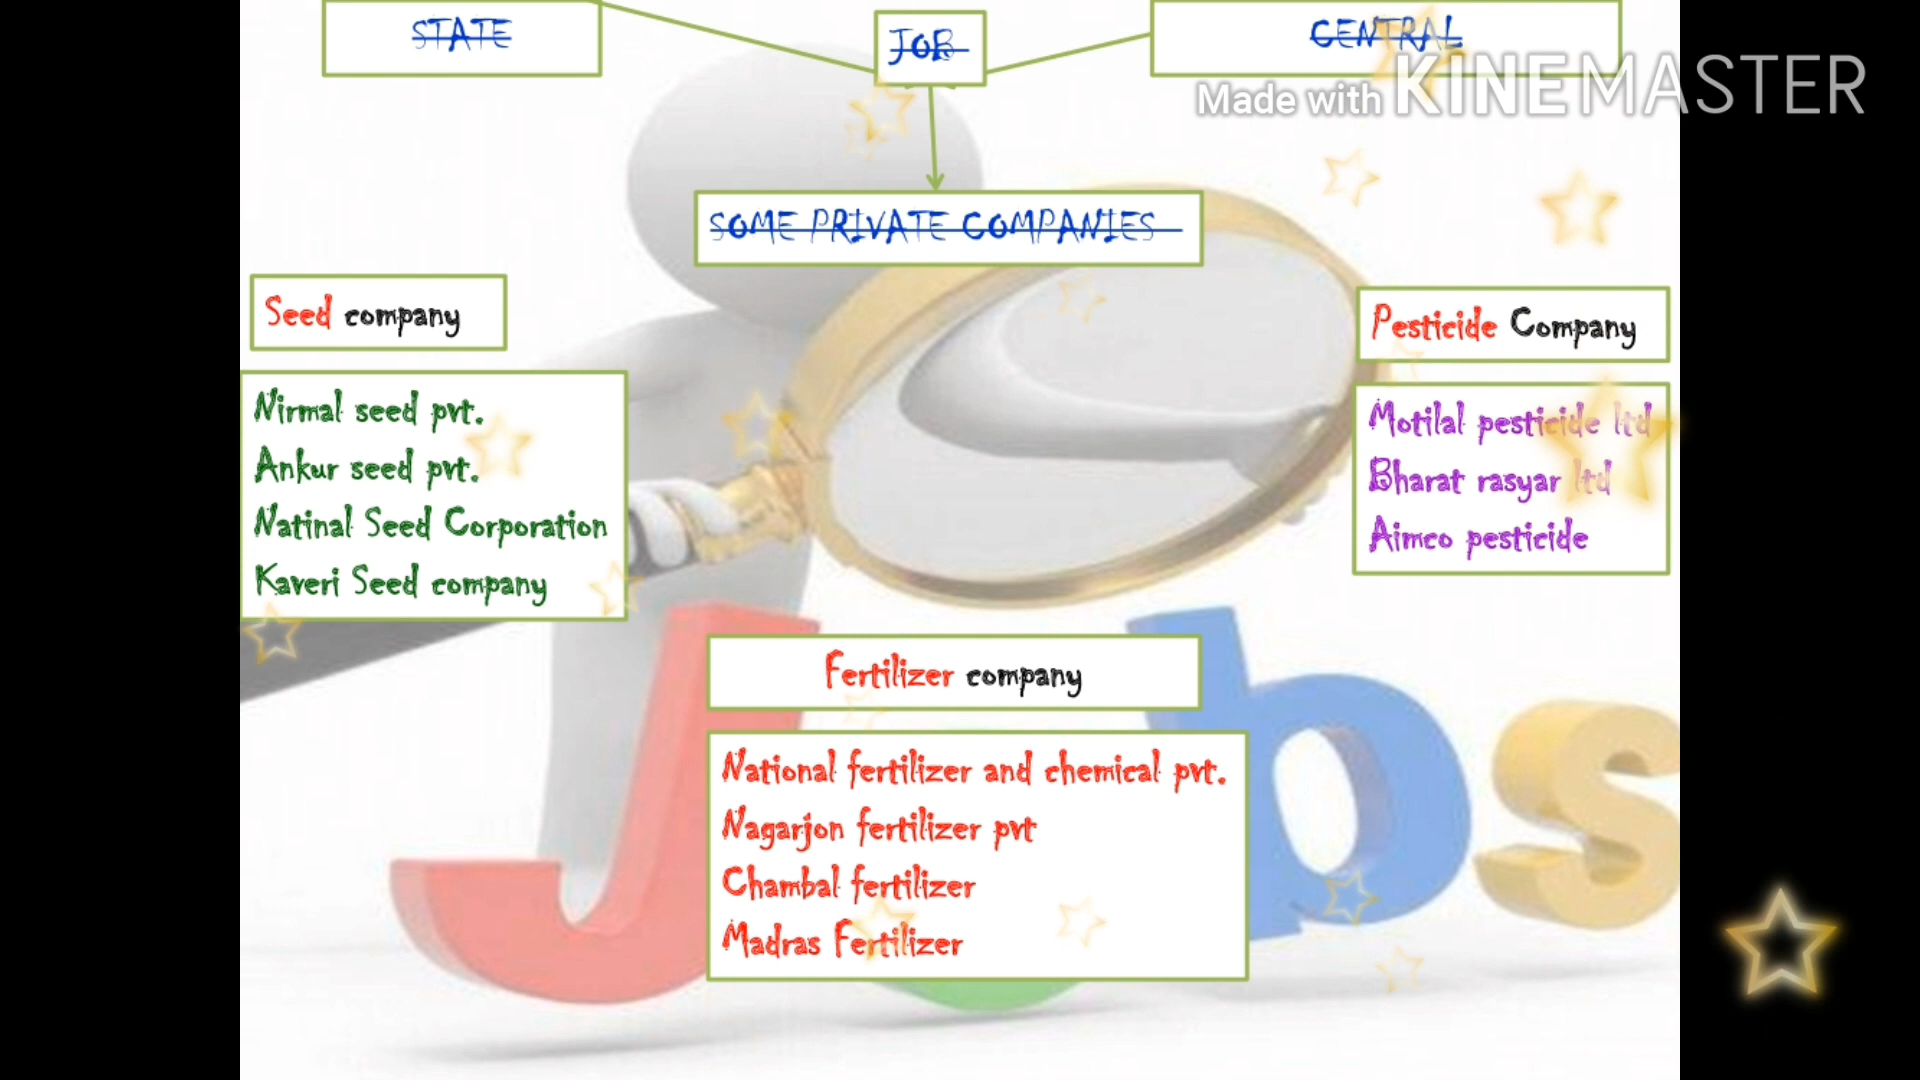 STATE
JOB
CENTRAL
Made with KINEMASTER
SOME PRIVATE COMPANIES
Seed company
Nirmal seed pvt.
Ankur seed pvt.
Natinal Seed Corporation
Kaveri Seed company
Pesticide Company
Motilal pesticide ltd
Bharat rasyar ltd
Aimco pesticide
Fertilizer company
National fertilizer and chemical pvt.
Nagarjon fertilizer pvt
Chambal fertilizer
Madras Fertilizer
Jobs